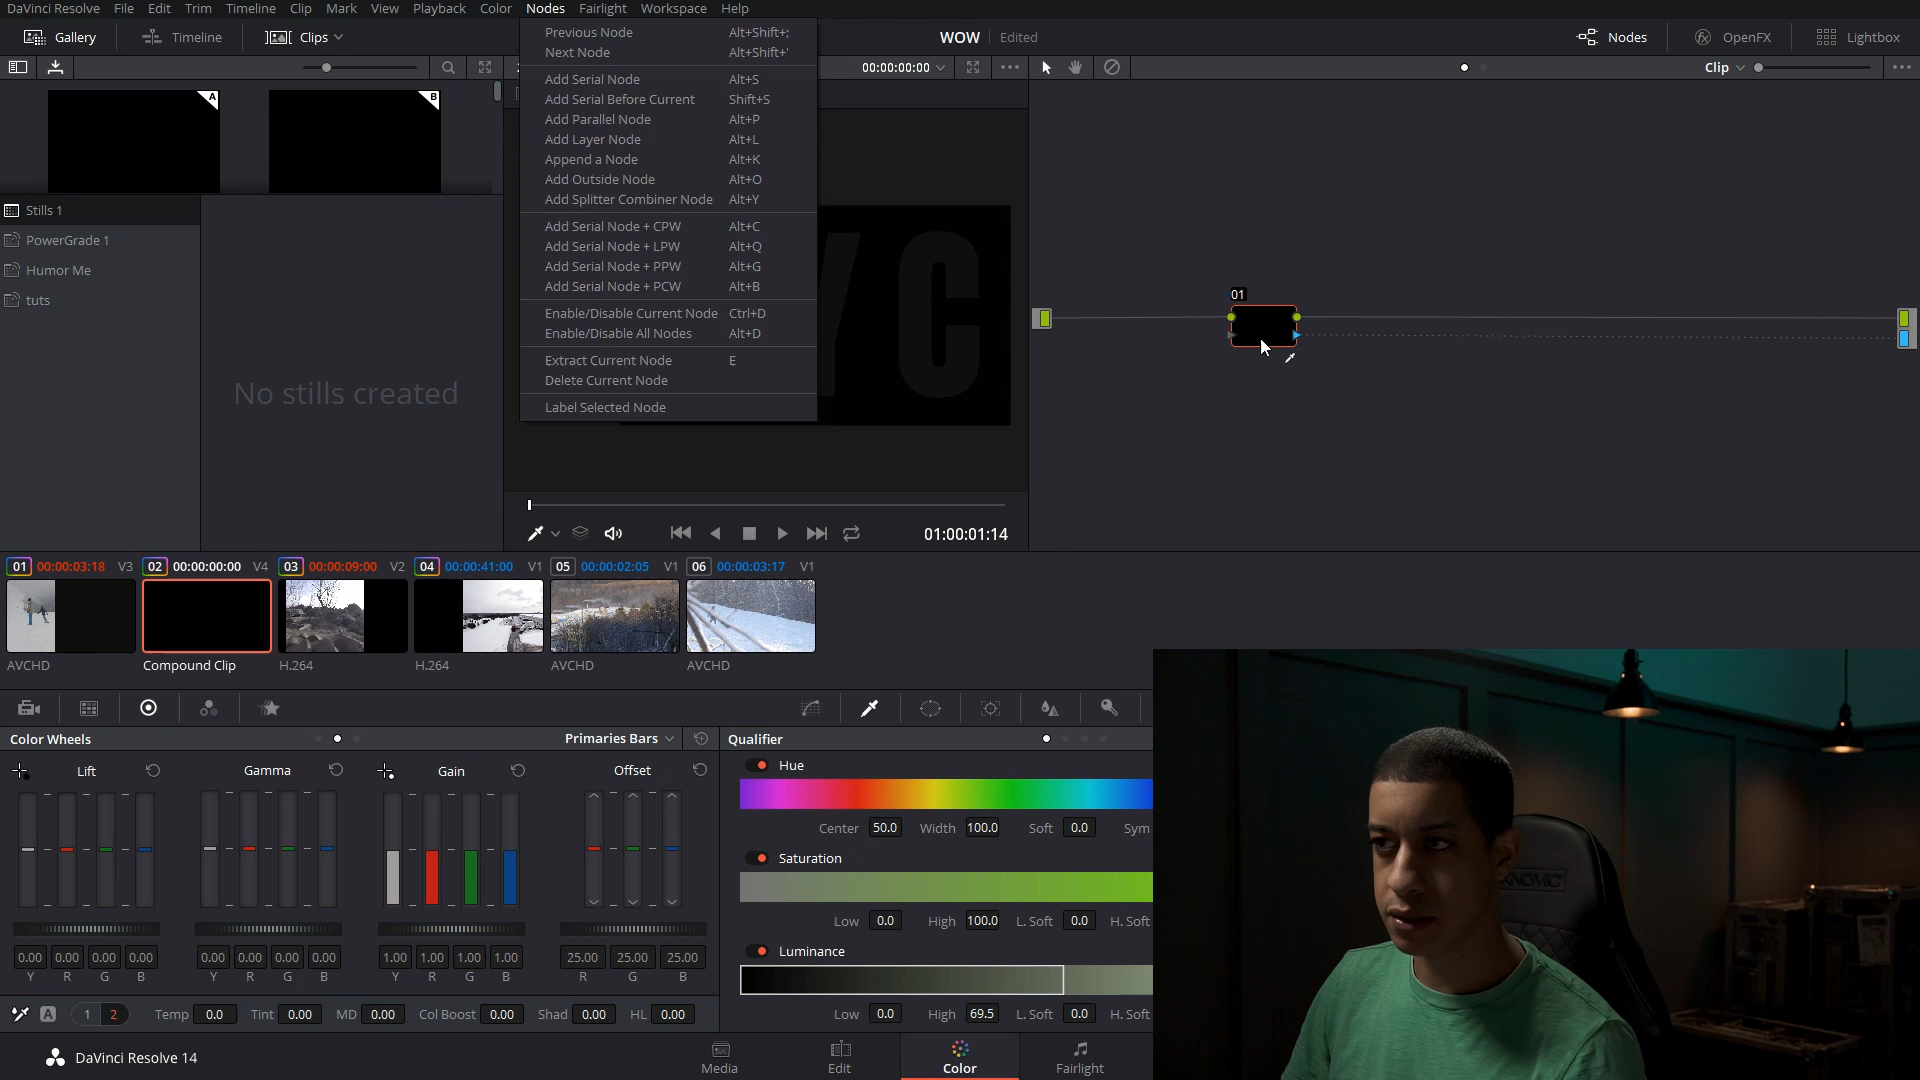 DaVinci Resolve File Edit Trim Timeline Clip Mark View Playback Color Nodes Fairlight Workspace Help
Gallery Timeline Clips WOW Edited Nodes OpenFX Lightbox
00:00:00:00 Clip
A B
Previous Node Alt+Shift+;
Next Node Alt+Shift+'
Add Serial Node Alt+S
Add Serial Before Current Shift+S
Add Parallel Node Alt+P
Add Layer Node Alt+L
Append a Node Alt+K
Add Outside Node Alt+O
Add Splitter Combiner Node Alt+Y
Add Serial Node + CPW Alt+C
Add Serial Node + LPW Alt+Q
Add Serial Node + PPW Alt+G
Add Serial Node + PCW Alt+B
Enable/Disable Current Node Ctrl+D
Enable/Disable All Nodes Alt+D
Extract Current Node E
Delete Current Node
Label Selected Node
Stills 1
PowerGrade 1
Humor Me
tuts
No stills created
Y C
01
01:00:01:14
01 00:00:03:18 V3 02 00:00:00:00 V4 03 00:00:09:00 V2 04 00:00:41:00 V1 05 00:00:02:05 V1 06 00:00:03:17 V1
AVCHD Compound Clip H.264 H.264 AVCHD AVCHD
Color Wheels Primaries Bars Qualifier
Lift Gamma Gain Offset
0.00 0.00 0.00 0.00 0.00 0.00 0.00 0.00 1.00 1.00 1.00 1.00 25.00 25.00 25.00
Y R G B Y R G B Y R G B R G B
A 1 2 Temp 0.0 Tint 0.00 MD 0.00 Col Boost 0.00 Shad 0.00 HL 0.00
Hue
Center 50.0 Width 100.0 Soft 0.0 Sym
Saturation
Low 0.0 High 100.0 L. Soft 0.0 H. Soft
Luminance
Low 0.0 High 69.5 L. Soft 0.0 H. Soft
DaVinci Resolve 14 Media Edit Color Fairlight